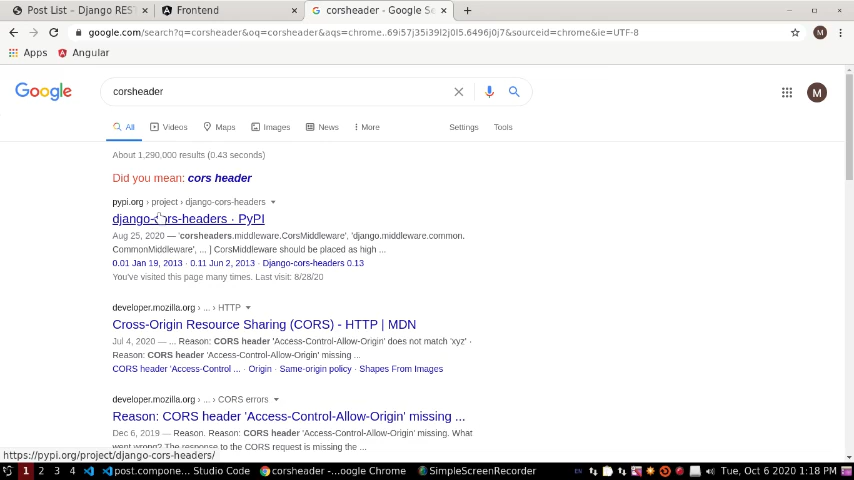 Post List – Django RES
Frontend
corsheader - Google Se
google.com/search?q=corsheader&oq=corsheader&aqs=chrome..69i57j35i39l2j0l5.6496j0j7&sourceid=chrome&ie=UTF-8
M
Apps
Angular
Google
corsheader
M
All
Videos
Maps
Images
News
More
Settings
Tools
About 1,290,000 results (0.43 seconds)
Did you mean: cors header
pypi.org › project › django-cors-headers
django-cors-headers · PyPI
Aug 25, 2020 — 'corsheaders.middleware.CorsMiddleware', 'django.middleware.common.
CommonMiddleware', ... ] CorsMiddleware should be placed as high ...
0.01 Jan 19, 2013 · 0.11 Jun 2, 2013 · Django-cors-headers 0.13
You've visited this page many times. Last visit: 8/28/20
developer.mozilla.org › ... › HTTP
Cross-Origin Resource Sharing (CORS) - HTTP | MDN
Jul 4, 2020 — ... Reason: CORS header 'Access-Control-Allow-Origin' does not match 'xyz' ·
Reason: CORS header 'Access-Control-Allow-Origin' missing ...
CORS header 'Access-Control ... · Origin · Same-origin policy · Shapes From Images
developer.mozilla.org › ... › CORS errors
Reason: CORS header 'Access-Control-Allow-Origin' missing ...
Dec 6, 2019 — Reason. Reason: CORS header 'Access-Control-Allow-Origin' missing. What
went wrong? The response to the CORS request is missing the ...
https://pypi.org/project/django-cors-headers/
1 2 3 4
post.compone... Studio Code
corsheader -...oogle Chrome
SimpleScreenRecorder
EN
Tue, Oct 6 2020 1:18 PM